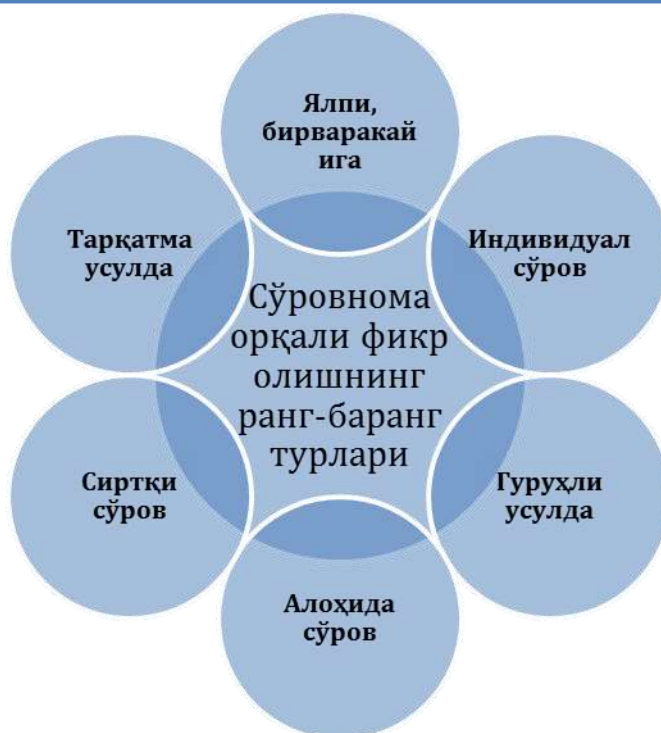 Ялпи,
бирваракай
ига
Тарқатма
усулда
Индивидуал
сўров
Сўровнома
орқали фикр
олишнинг
ранг-баранг
турлари
Сиртқи
сўров
Гуруҳли
усулда
Алоҳида
сўров